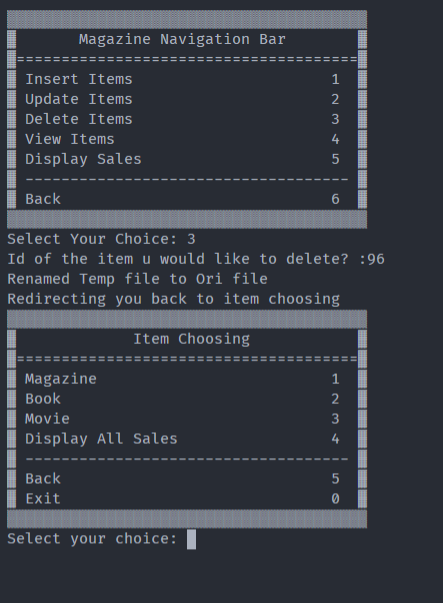 Magazine Navigation Bar
======================================
Insert Items 1
Update Items 2
Delete Items 3
View Items 4
Display Sales 5
------------------------------------
Back 6
Select Your Choice: 3
Id of the item u would like to delete? :96
Renamed Temp file to Ori file
Redirecting you back to item choosing
Item Choosing
======================================
Magazine 1
Book 2
Movie 3
Display All Sales 4
------------------------------------
Back 5
Exit 0
Select your choice: